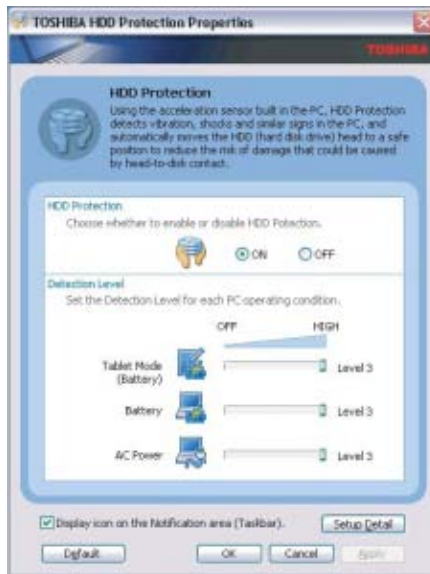 TOSHIBA HDD Protection Properties
TOSHIBA
HDD Protection
Using the acceleration sensor built in the PC, HDD Protection
detects vibration, shocks and similar signs in the PC, and
automatically moves the HDD (hard disk drive) head to a safe
position to reduce the risk of damage that could be caused
by head-to-disk contact.
HDD Protection
Choose whether to enable or disable HDD Potection.
ON OFF
Detection Level
Set the Detection Level for each PC operating condition.
OFF HIGH
Tablet Mode
(Battery) Level 3
Battery Level 3
AC Power Level 3
Display icon on the Notification area (Taskbar). Setup Detail
Default OK Cancel Apply